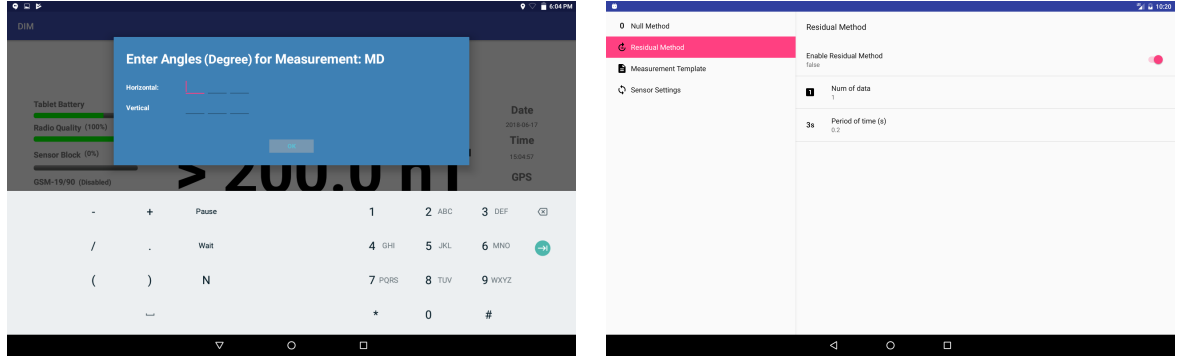 6:04 PM
DIM
Enter Angles (Degree) for Measurement: MD
Horizontal:
Vertical
Tablet Battery
Radio Quality (100%)
Sensor Block (0%)
GSM-19/90 (Disabled)
> 200.0 nT
Date
2018-06-17
Time
15:04:07
GPS
- + Pause 1 2 ABC 3 DEF
/ . Wait 4 GHI 5 JKL 6 MNO
( ) N 7 PQRS 8 TUV 9 WXYZ
* 0 #
10:20
0 Null Method
Residual Method
Measurement Template
Sensor Settings
Residual Method
Enable Residual Method
false
1 Num of data
1
3s Period of time (s)
0.2